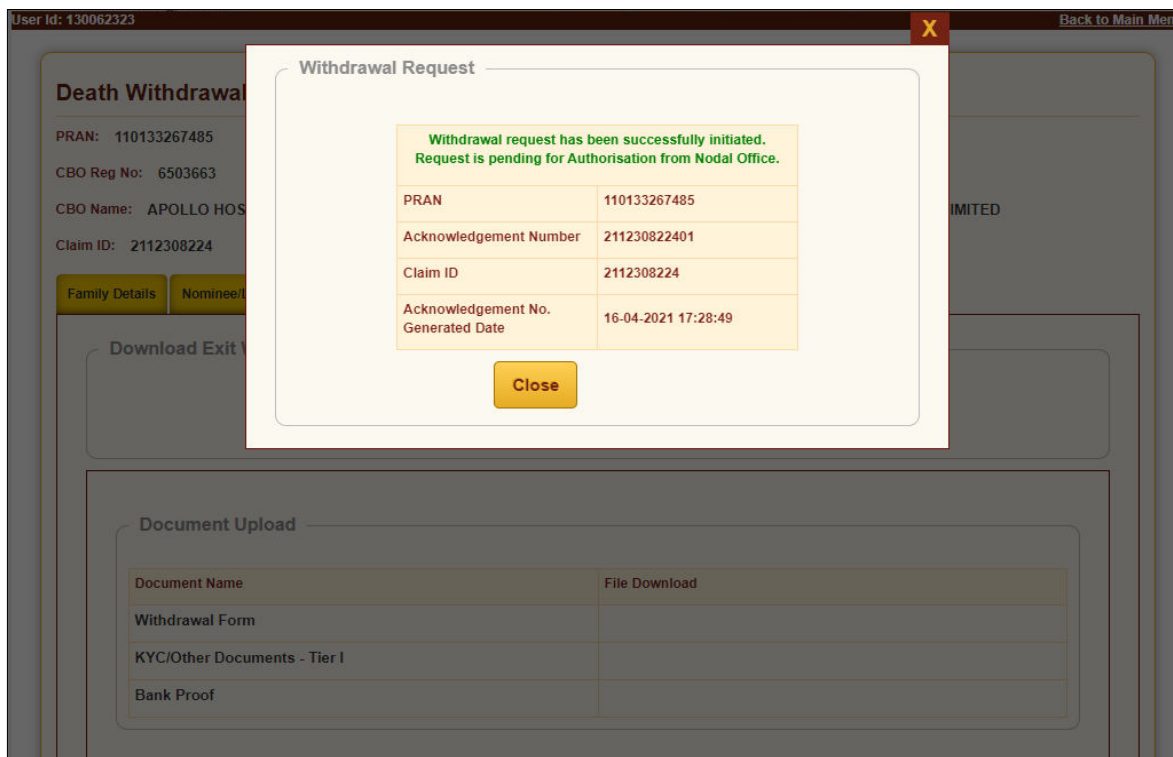 User Id: 130062323
Back to Main Men
X
Withdrawal Request
Death Withdrawal
Withdrawal request has been successfully initiated.
Request is pending for Authorisation from Nodal Office.
PRAN: 110133267485
CBO Reg No: 6503663
CBO Name: APOLLO HOS
IMITED
Claim ID: 2112308224
PRAN 110133267485
Acknowledgement Number 211230822401
Claim ID 2112308224
Acknowledgement No.
Generated Date 16-04-2021 17:28:49
Close
Family Details
Nominee/L
Download Exit W
Document Upload
Document Name File Download
Withdrawal Form
KYC/Other Documents - Tier I
Bank Proof